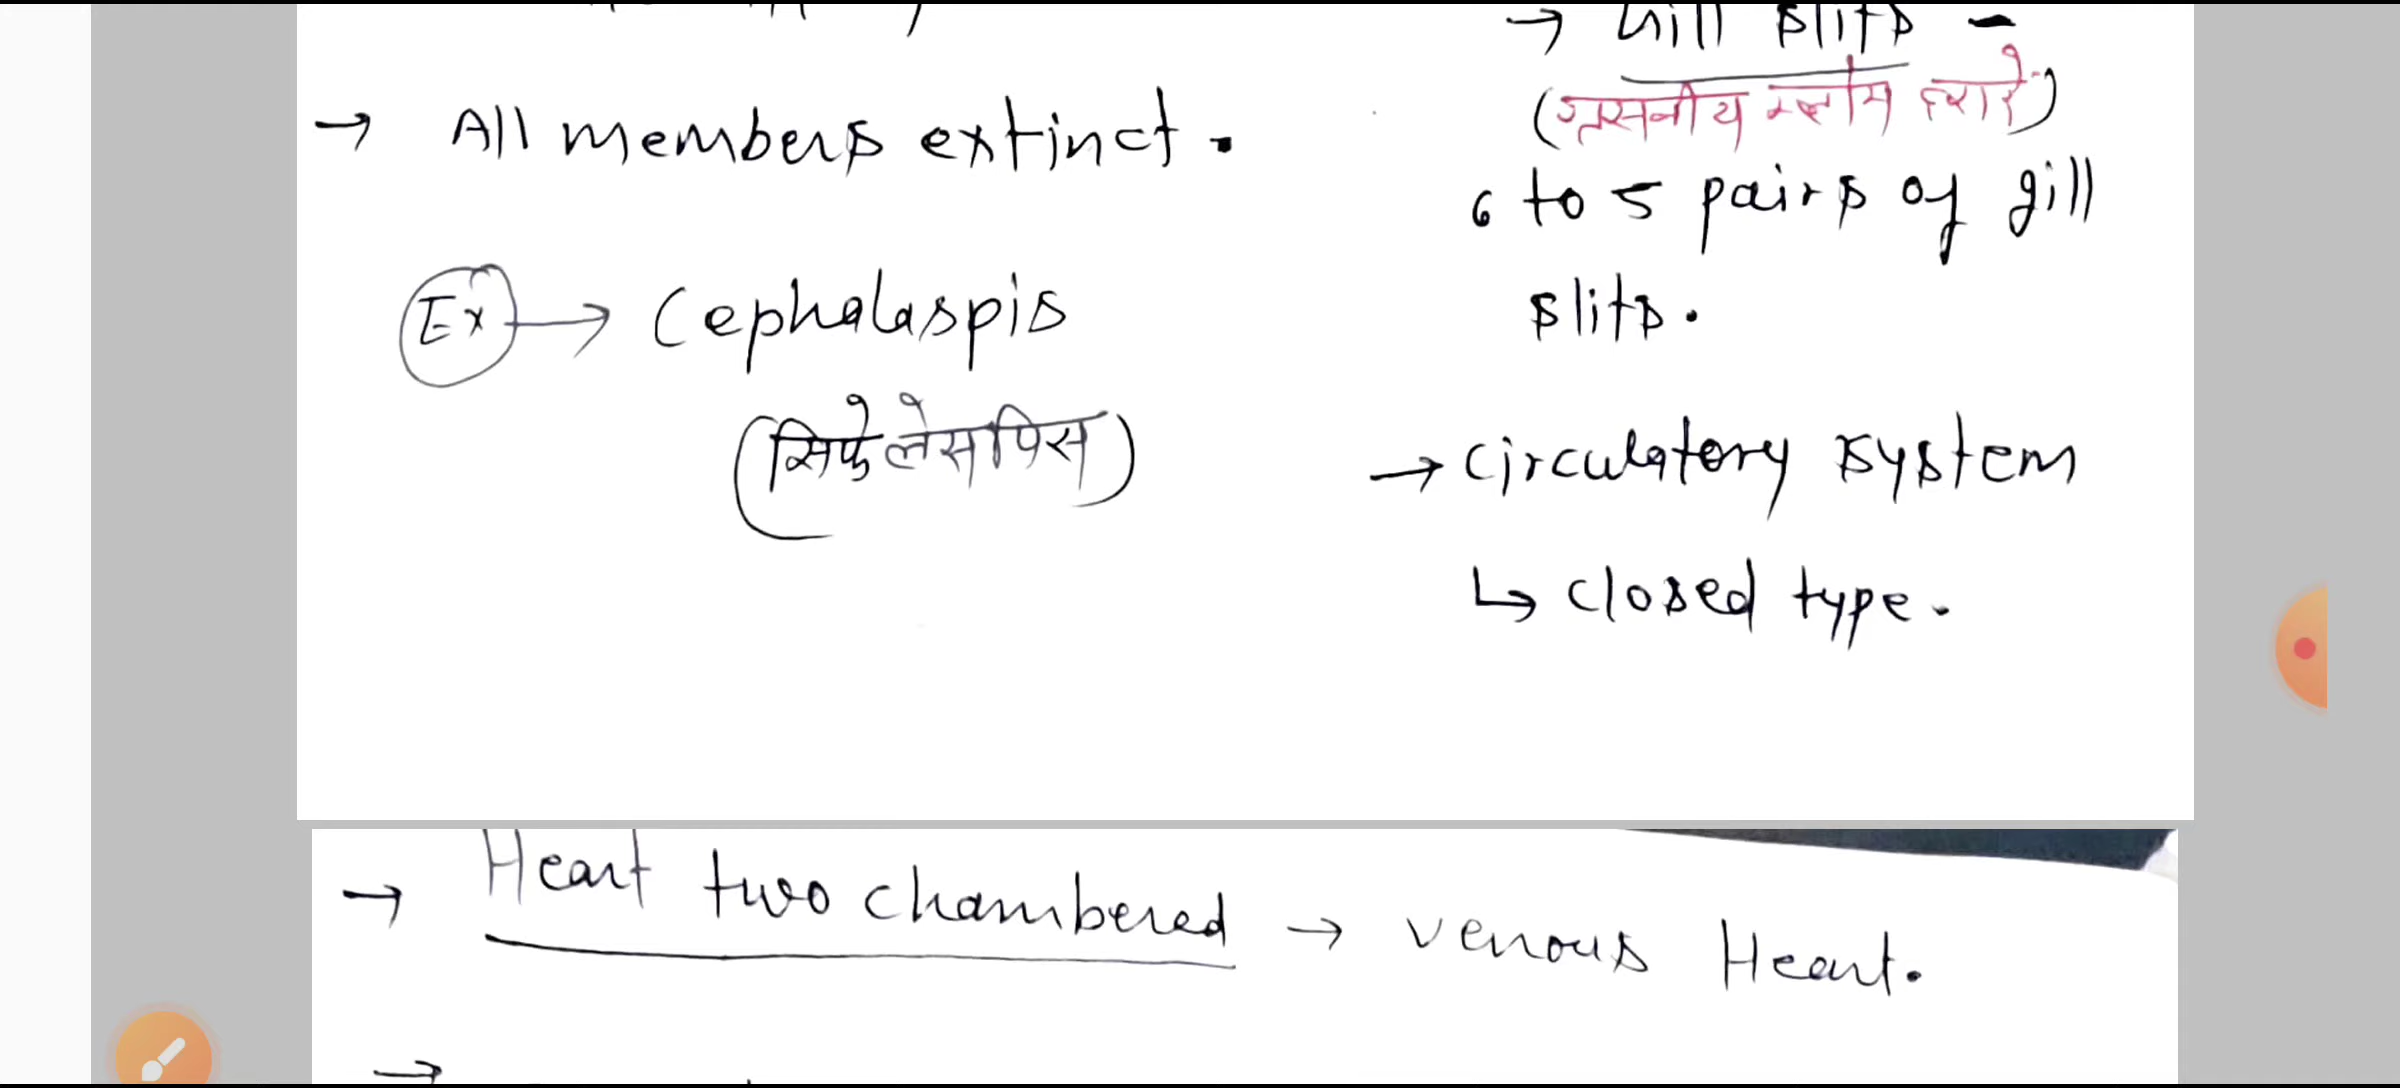 → All members extinct.
Ex → Cephalaspis
(सिफेलेसपिस)
→ Gill slits -
6 to 5 pairs of gill
slits.
→ circulatory system
↳ closed type.
→ Heart two chambered → venous Heart.
→